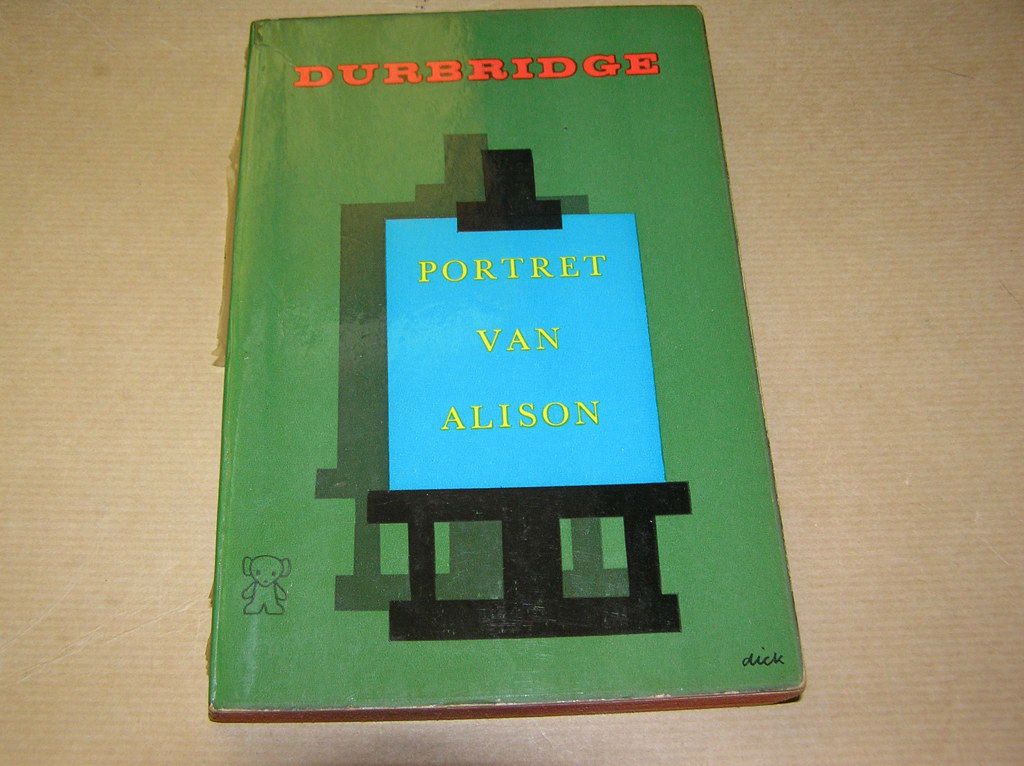 DURBRIDGE
PORTRET
VAN
ALISON
dick